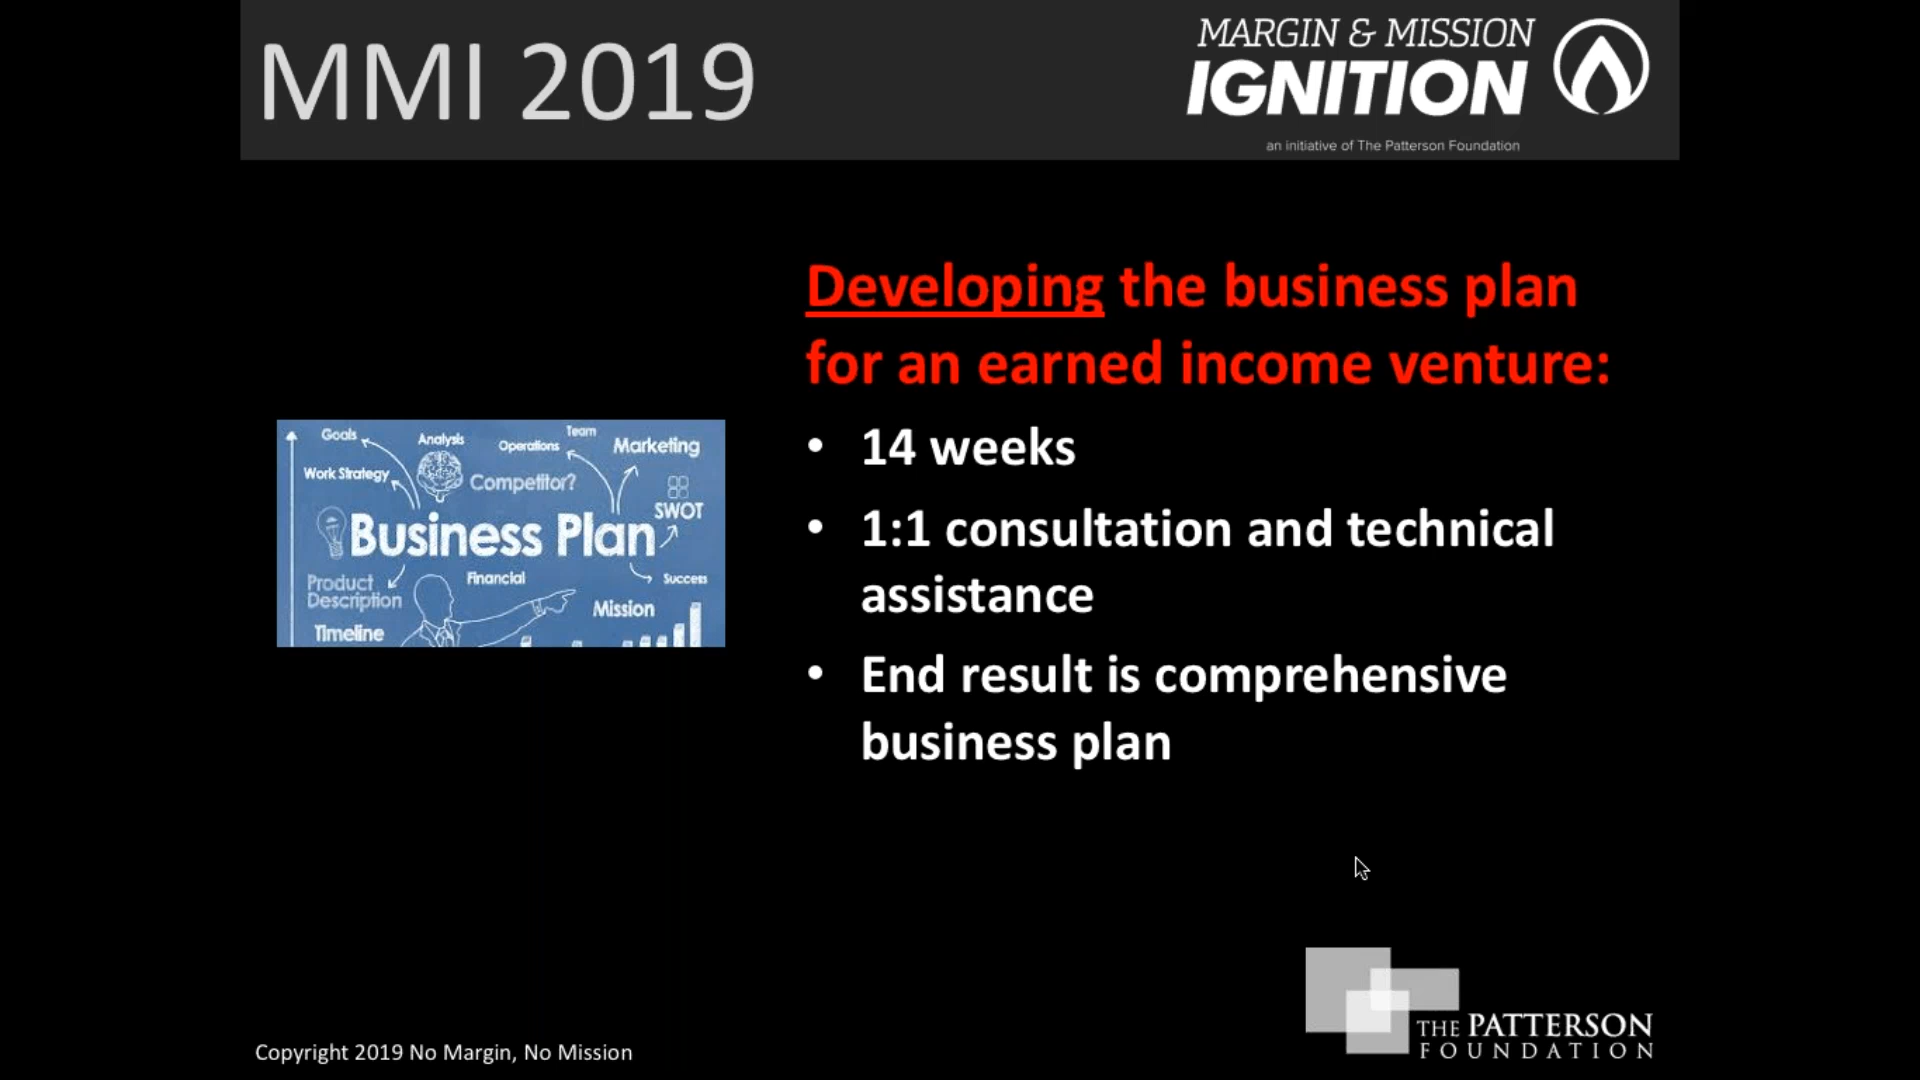 MMI 2019
MARGIN & MISSION
IGNITION
an initiative of The Patterson Foundation
Developing the business plan
for an earned income venture:
• 14 weeks
• 1:1 consultation and technical
assistance
• End result is comprehensive
business plan
Goals
Analysis
Operations
Team
Marketing
Work Strategy
Competitor?
SWOT
Business Plan
Product
Description
Financial
Success
Mission
Timeline
THE PATTERSON
FOUNDATION
Copyright 2019 No Margin, No Mission